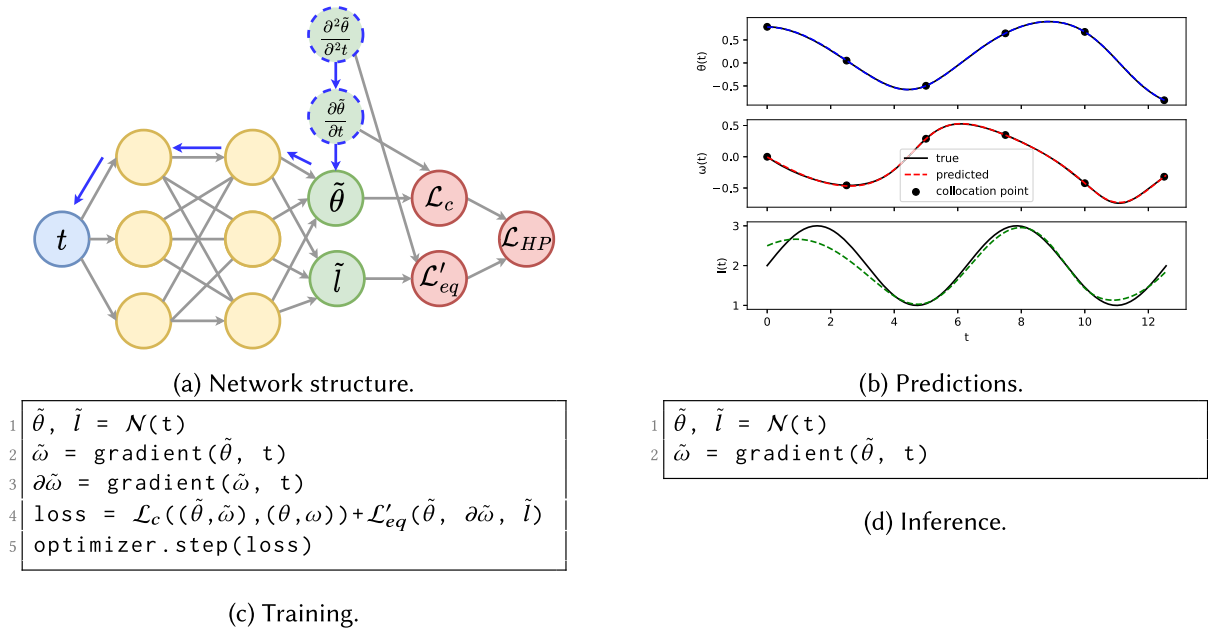 ∂²θ̃/∂²t
∂θ̃/∂t
t
θ̃
l̃
ℒ_c
ℒ'_eq
ℒ_HP
(a) Network structure.
θ(t)
0.5
0.0
−0.5
ω(t)
0.5
0.0
−0.5
true
predicted
collocation point
l(t)
3
2
1
0 2 4 6 8 10 12
t
(b) Predictions.
1 θ̃, l̃ = 𝒩(t)
2 ω̃ = gradient(θ̃, t)
3 ∂ω̃ = gradient(ω̃, t)
4 loss = ℒ_c((θ̃,ω̃),(θ,ω))+ℒ'_eq(θ̃, ∂ω̃, l̃)
5 optimizer.step(loss)
(c) Training.
1 θ̃, l̃ = 𝒩(t)
2 ω̃ = gradient(θ̃, t)
(d) Inference.